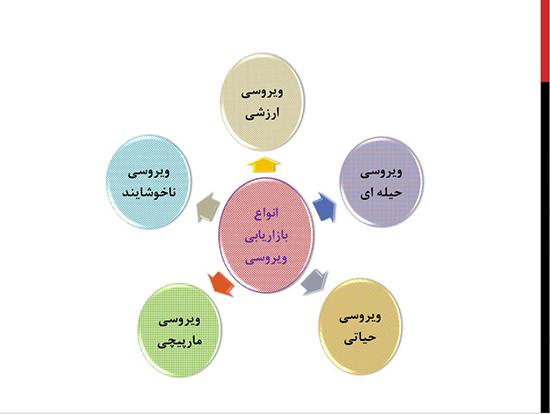 ویروسی
ارزشی
ویروسی
حیله ای
ویروسی
ناخوشایند
انواع
بازاریابی
ویروسی
ویروسی
حیاتی
ویروسی
مارپیچی